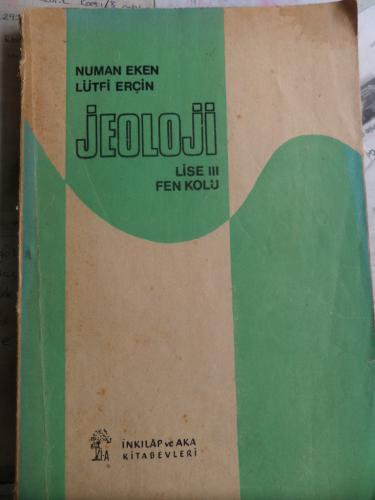 NUMAN EKEN
LÜTFİ ERÇİN
JEOLOJİ
LİSE III
FEN KOLU
İNKILÂP ve AKA
KİTABEVLERİ